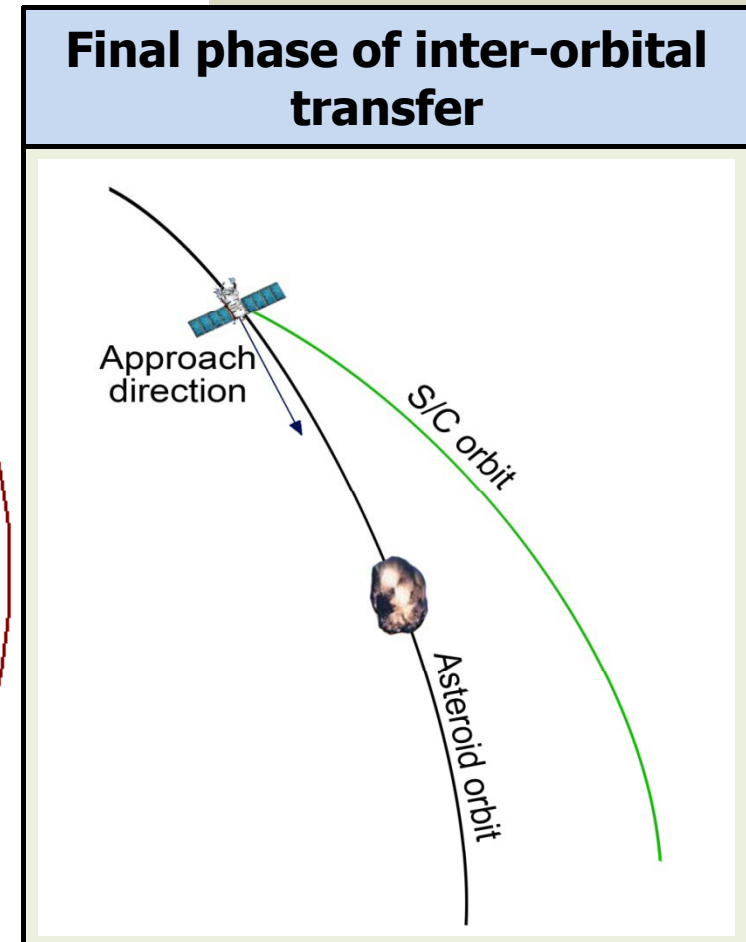 Final phase of inter-orbital
transfer
Approach
direction
S/C orbit
Asteroid orbit